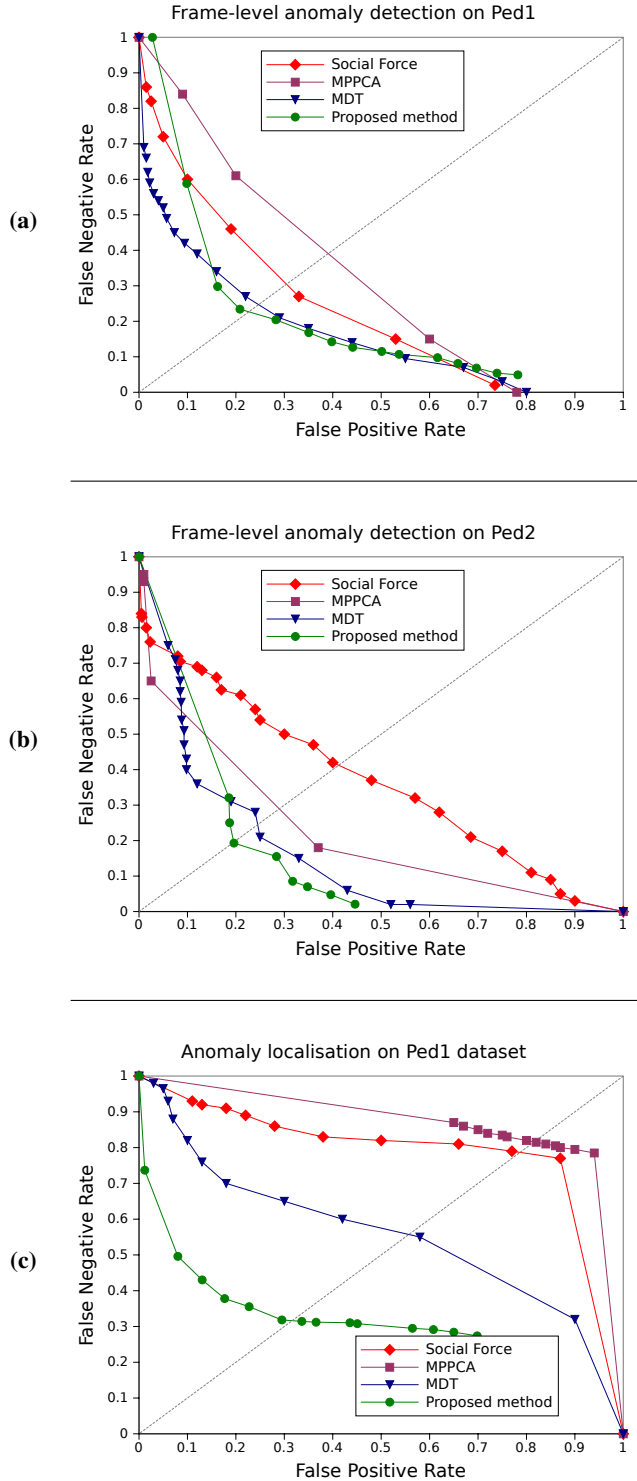 Frame-level anomaly detection on Ped1
(a)
False Negative Rate
1
0.9
0.8
0.7
0.6
0.5
0.4
0.3
0.2
0.1
0
Social Force
MPPCA
MDT
Proposed method
0 0.1 0.2 0.3 0.4 0.5 0.6 0.7 0.8 0.9 1
False Positive Rate
Frame-level anomaly detection on Ped2
(b)
False Negative Rate
1
0.9
0.8
0.7
0.6
0.5
0.4
0.3
0.2
0.1
0
Social Force
MPPCA
MDT
Proposed method
0 0.1 0.2 0.3 0.4 0.5 0.6 0.7 0.8 0.9 1
False Positive Rate
Anomaly localisation on Ped1 dataset
(c)
False Negative Rate
1
0.9
0.8
0.7
0.6
0.5
0.4
0.3
0.2
0.1
0
Social Force
MPPCA
MDT
Proposed method
0 0.1 0.2 0.3 0.4 0.5 0.6 0.7 0.8 0.9 1
False Positive Rate